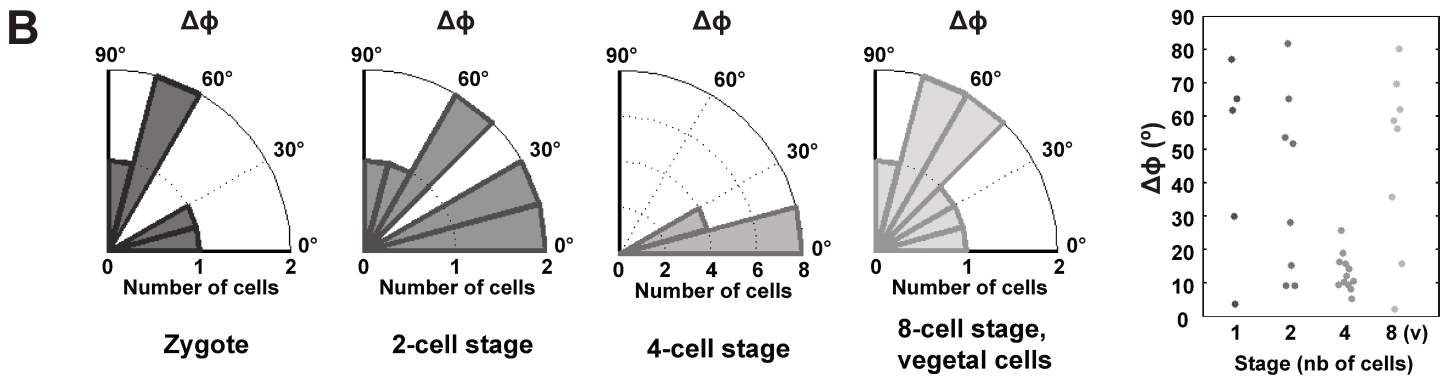 B
Δϕ
90°
60°
30°
0°
0 1 2
Number of cells
Zygote
Δϕ
90°
60°
30°
0°
0 1 2
Number of cells
2-cell stage
Δϕ
90°
60°
30°
0°
0 2 4 6 8
Number of cells
4-cell stage
Δϕ
90°
60°
30°
0°
0 1 2
Number of cells
8-cell stage,
vegetal cells
Δϕ (º)
90
80
70
60
50
40
30
20
10
0
1 2 4 8 (v)
Stage (nb of cells)